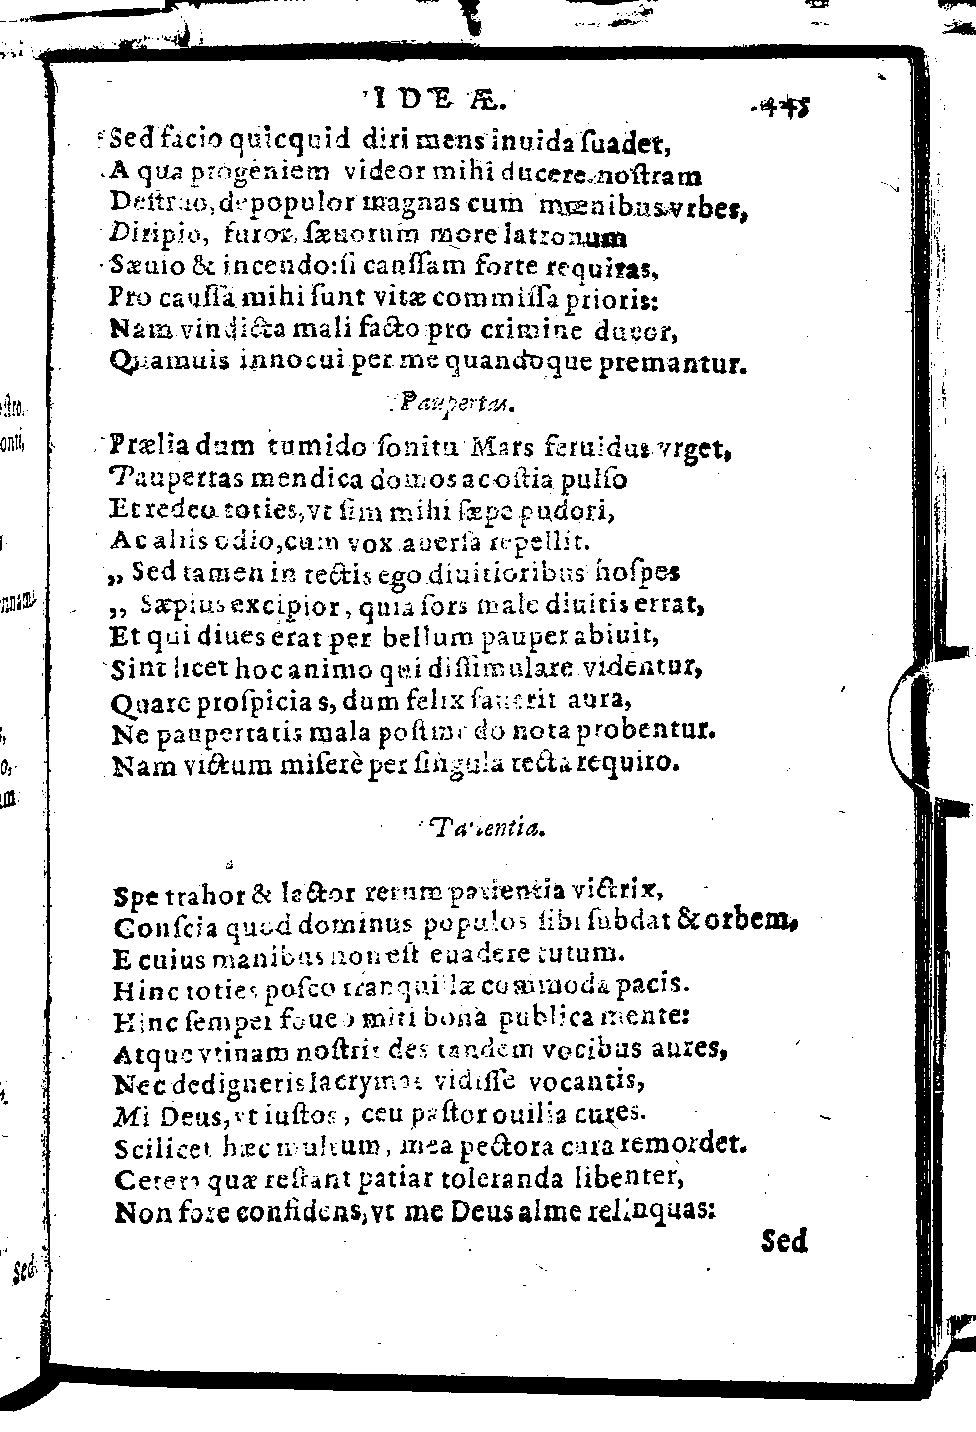 IDEÆ. 445
Sed facio quicquid diri mens inuida ſuadet,
A qua progeniem videor mihi ducere noſtram
Deſtruo, depopulor magnas cum mœnibus vrbes,
Diripio, furor, ſæuorum more latronum
Sæuio & incendo: ſi cauſſam forte requiras,
Pro cauſſa mihi ſunt vitæ commiſſa prioris:
Nam vindicta mali facto pro crimine ducor,
Quamuis innocui per me quandoque premantur.
Paupertas.
Prælia dum tumido ſonitu Mars feruidus vrget,
Paupertas mendica domos ac oſtia pulſo
Et redeo toties, vt ſim mihi ſæpe pudori,
Ac aliis odio, cum vox auerſa repellit.
„ Sed tamen in tectis ego diuitioribus hoſpes
„ Sæpius excipior, quia ſors male diuitis errat,
Et qui diues erat per bellum pauper abiuit,
Sint licet hoc animo qui diſſimulare videntur,
Quare proſpicias, dum felix fauerit aura,
Ne paupertatis mala poſtmodo nota probentur.
Nam victum miſerè per ſingula tecta requiro.
Patientia.
Spe trahor & lactor rerum patientia victrix,
Conſcia quod dominus populos ſibi ſubdat & orbem,
E cuius manibus non eſt euadere tutum.
Hinc toties poſco tranquillæ commoda pacis.
Hinc ſemper foueo miti bona publica mente:
Atque vtinam noſtris des tandem vocibus aures,
Nec dedigneris lacrymas vidiſſe vocantis,
Mi Deus, vt iuſtos, ceu paſtor ouilia cures.
Scilicet hæc multum, mea pectora cura remordet.
Cetera quæ reſtant patiar toleranda libenter,
Non fore confidens, vt me Deus alme relinquas:
Sed